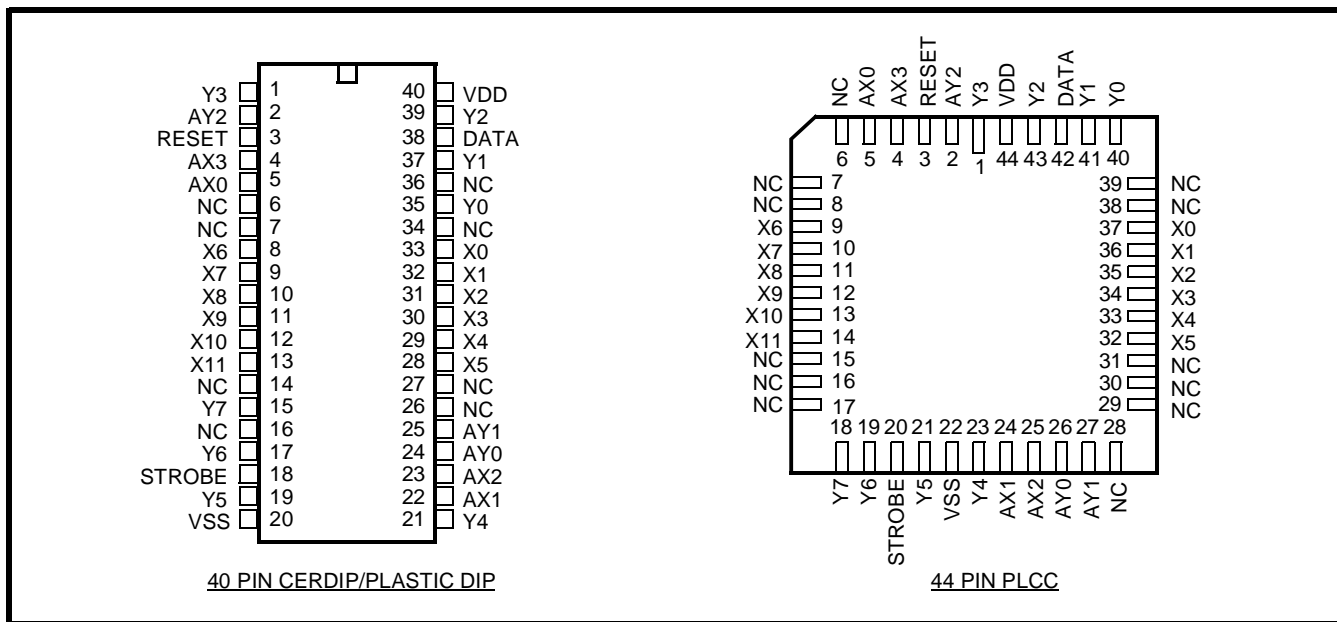 Y3 1 40 VDD
AY2 2 39 Y2
RESET 3 38 DATA
AX3 4 37 Y1
AX0 5 36 NC
NC 6 35 Y0
NC 7 34 NC
X6 8 33 X0
X7 9 32 X1
X8 10 31 X2
X9 11 30 X3
X10 12 29 X4
X11 13 28 X5
NC 14 27 NC
Y7 15 26 NC
NC 16 25 AY1
Y6 17 24 AY0
STROBE 18 23 AX2
Y5 19 22 AX1
VSS 20 21 Y4
40 PIN CERDIP/PLASTIC DIP
NC AX0 AX3 RESET AY2 Y3 VDD Y2 DATA Y1 Y0
6 5 4 3 2 1 44 43 42 41 40
NC 7 39 NC
NC 8 38 NC
X6 9 37 X0
X7 10 36 X1
X8 11 35 X2
X9 12 34 X3
X10 13 33 X4
X11 14 32 X5
NC 15 31 NC
NC 16 30 NC
NC 17 29 NC
18 19 20 21 22 23 24 25 26 27 28
Y7 Y6 STROBE Y5 VSS Y4 AX1 AX2 AY0 AY1 NC
44 PIN PLCC